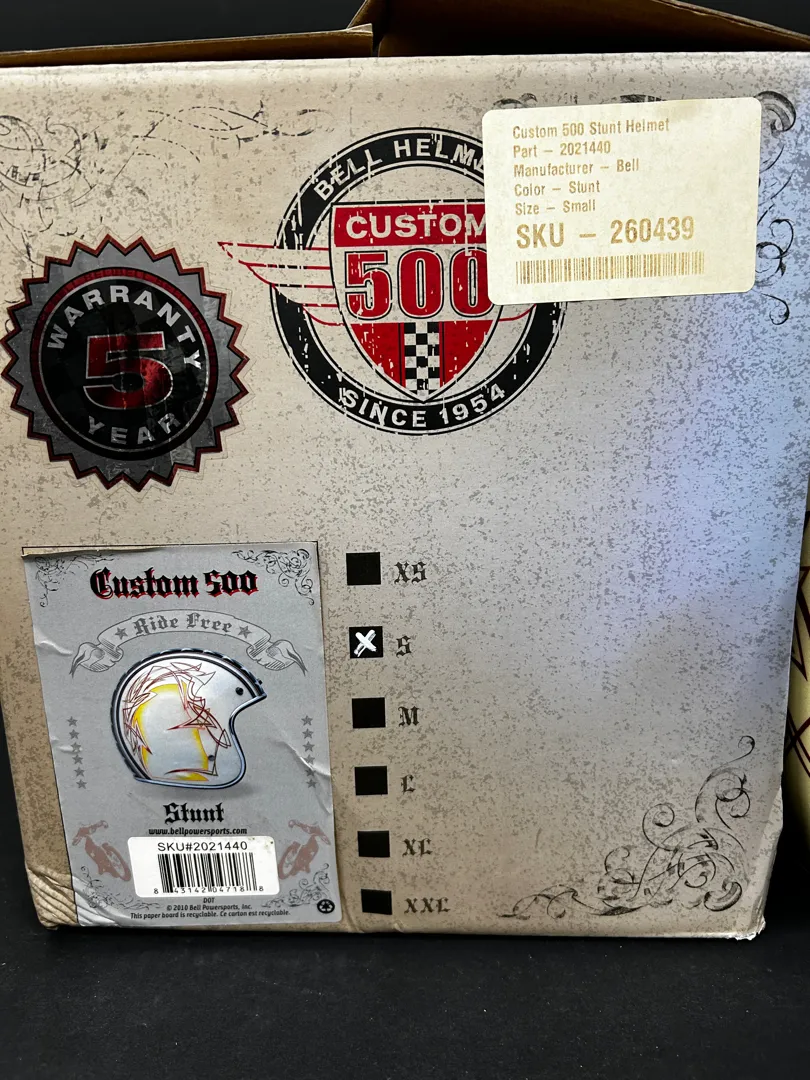 BELL HELM
CUSTOM
500
SINCE 1954
Custom 500 Stunt Helmet
Part – 2021440
Manufacturer – Bell
Color – Stunt
Size – Small
SKU – 260439
WARRANTY
5
YEAR
Custom 500
Ride Free
Stunt
www.bellpowersports.com
SKU#2021440
8 43142 04718 8
DOT
© 2010 Bell Powersports, Inc.
This paper board is recyclable. Ce carton est recyclable.
XS
X S
M
L
XL
XXL